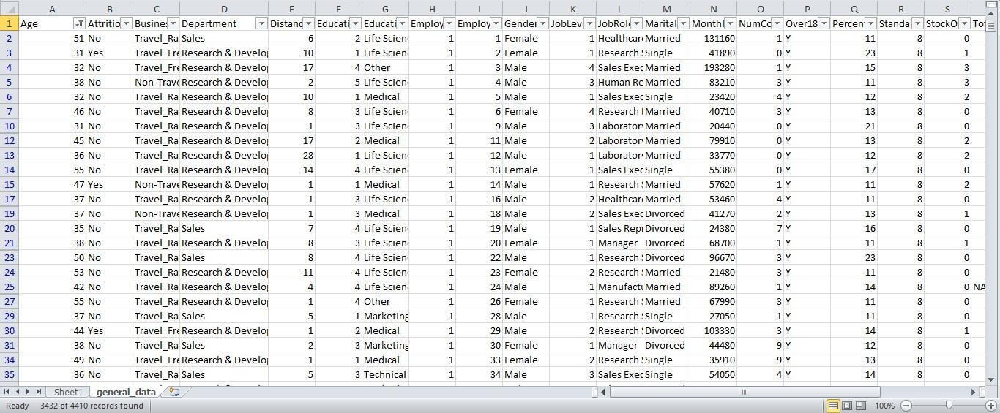 A B C D E F G H I J K L M N O P Q R S
1 Age Attritio Busines Department Distanc Educati Educati Employ Employ Gender JobLeve JobRole Marital Monthl NumCo Over18 Percent Standar StockO Tot
2 51 No Travel_Ra Sales 6 2 Life Scien 1 1 Female 1 Healthcar Married 131160 1 Y 11 8 0
3 31 Yes Travel_Fre Research & Develop 10 1 Life Scien 1 2 Female 1 Research S Single 41890 0 Y 23 8 1
4 32 No Travel_Fre Research & Develop 17 4 Other 1 3 Male 4 Sales Exec Married 193280 1 Y 15 8 3
5 38 No Non-Trave Research & Develop 2 5 Life Scien 1 4 Male 3 Human Re Married 83210 3 Y 11 8 3
6 32 No Travel_Ra Research & Develop 10 1 Medical 1 5 Male 1 Sales Exec Single 23420 4 Y 12 8 2
7 46 No Travel_Ra Research & Develop 8 3 Life Scien 1 6 Female 4 Research Married 40710 3 Y 13 8 0
10 31 No Travel_Ra Research & Develop 1 3 Life Scien 1 9 Male 3 Laborator Married 20440 0 Y 21 8 0
12 45 No Travel_Ra Research & Develop 17 2 Medical 1 11 Male 2 Laborator Married 79910 0 Y 13 8 2
13 36 No Travel_Ra Research & Develop 28 1 Life Scien 1 12 Male 1 Laborator Married 33770 0 Y 12 8 2
14 55 No Travel_Ra Research & Develop 14 4 Life Scien 1 13 Female 1 Sales Exec Single 55380 0 Y 17 8 0
15 47 Yes Non-Trave Research & Develop 1 1 Medical 1 14 Male 1 Research S Married 57620 1 Y 11 8 2
17 37 No Travel_Ra Research & Develop 1 3 Life Scien 1 16 Male 2 Healthcar Married 53460 4 Y 11 8 0
19 37 No Non-Trave Research & Develop 1 3 Medical 1 18 Male 2 Sales Exec Divorced 41270 2 Y 13 8 1
20 35 No Travel_Ra Sales 7 4 Life Scien 1 19 Male 1 Sales Repr Divorced 24380 7 Y 16 8 0
21 38 No Travel_Ra Research & Develop 8 3 Life Scien 1 20 Female 1 Manager Divorced 68700 1 Y 11 8 1
23 50 No Travel_Ra Sales 8 4 Life Scien 1 22 Male 1 Research S Divorced 96670 3 Y 23 8 0
24 53 No Travel_Ra Research & Develop 11 4 Life Scien 1 23 Female 2 Research S Married 21480 3 Y 11 8 0
25 42 No Travel_Ra Research & Develop 4 4 Life Scien 1 24 Male 1 Manufactu Married 89260 1 Y 14 8 0 NA
27 55 No Travel_Ra Research & Develop 1 4 Other 1 26 Female 1 Research S Married 67990 3 Y 11 8 0
29 37 No Travel_Ra Sales 5 1 Marketing 1 28 Male 1 Research S Single 27050 1 Y 11 8 0
30 44 Yes Travel_Fre Research & Develop 1 2 Medical 1 29 Male 2 Research S Divorced 103330 3 Y 14 8 1
31 38 No Travel_Ra Sales 2 3 Marketing 1 30 Female 1 Manager Divorced 44480 9 Y 12 8 0
34 49 No Travel_Fre Research & Develop 1 1 Medical 1 33 Female 2 Research S Single 35910 9 Y 13 8 0
35 36 No Travel_Ra Sales 5 3 Technical 1 34 Male 3 Sales Exec Single 54050 4 Y 14 8 0
Sheet1 general_data
Ready 3432 of 4410 records found 100%